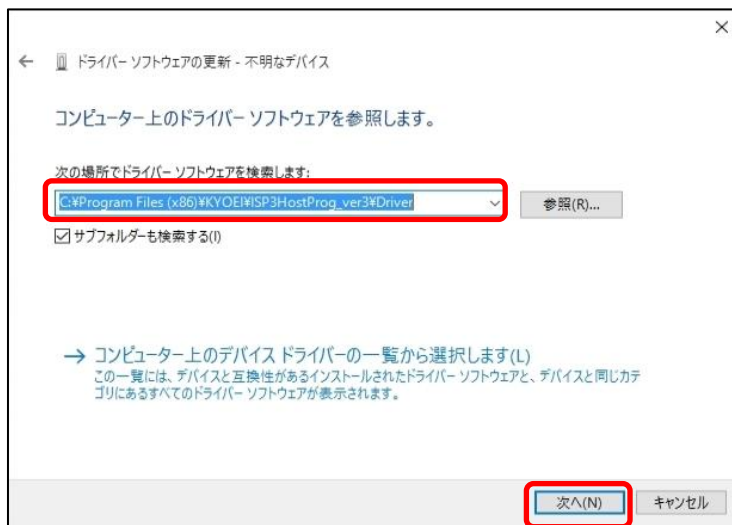 ドライバー ソフトウェアの更新 - 不明なデバイス
コンピューター上のドライバー ソフトウェアを参照します。
次の場所でドライバー ソフトウェアを検索します:
C:¥Program Files (x86)¥KYOEI¥ISP3HostProg_ver3¥Driver
参照(R)...
サブフォルダーも検索する(I)
→ コンピューター上のデバイス ドライバーの一覧から選択します(L)
この一覧には、デバイスと互換性があるインストールされたドライバー ソフトウェアと、デバイスと同じカテ
ゴリにあるすべてのドライバー ソフトウェアが表示されます。
次へ(N)
キャンセル